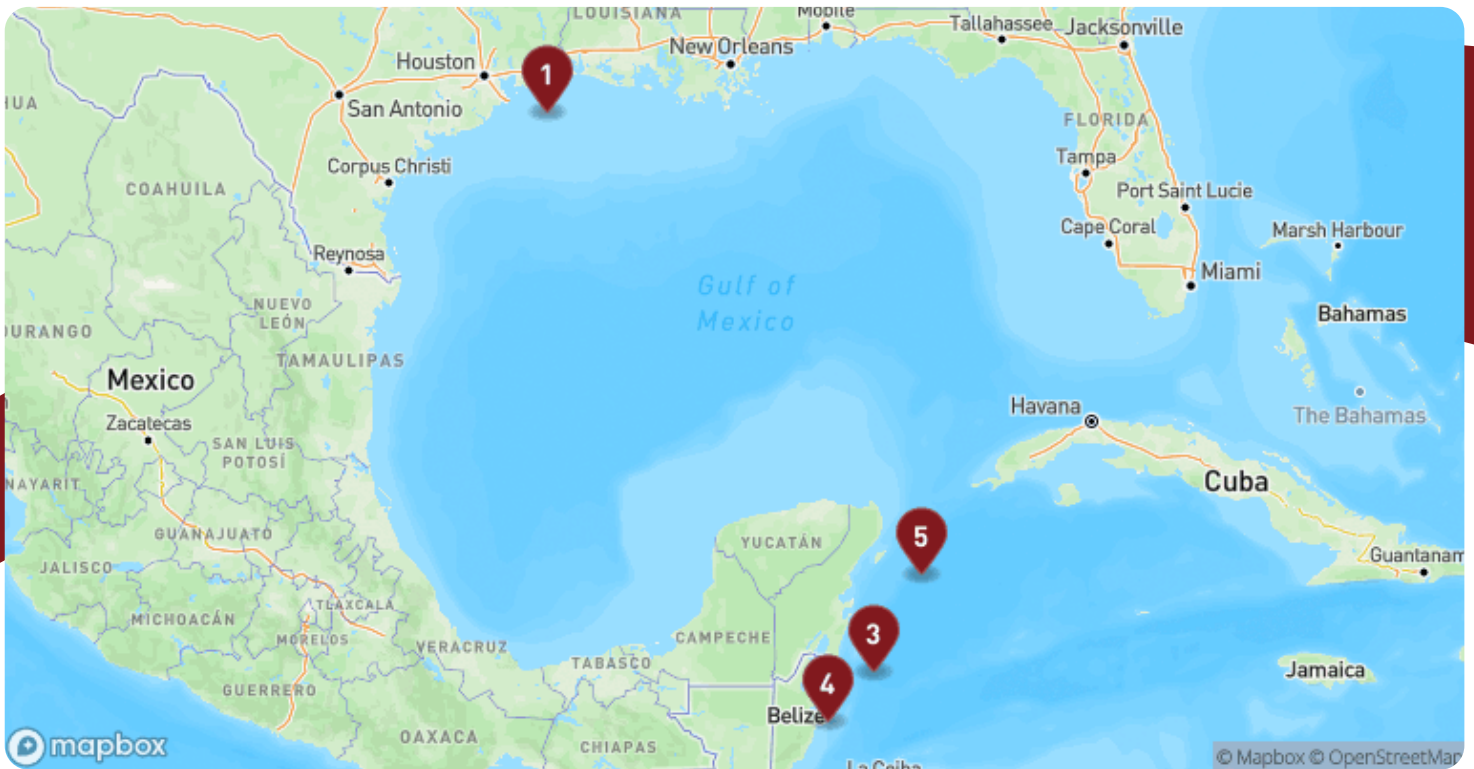 LOUISIANA
Mobile
Tallahassee
Jacksonville
New Orleans
Houston
1
San Antonio
HUA
FLORIDA
Corpus Christi
Tampa
COAHUILA
Port Saint Lucie
Cape Coral
Marsh Harbour
Reynosa
Miami
Gulf of
Mexico
NUEVO
LEÓN
Bahamas
DURANGO
TAMAULIPAS
Mexico
Havana
The Bahamas
Zacatecas
SAN LUIS
POTOSÍ
Cuba
NAYARIT
GUANAJUATO
YUCATÁN
5
Guantanam
JALISCO
TLAXCALA
MICHOACÁN
MORELOS
VERACRUZ
CAMPECHE
3
TABASCO
Jamaica
GUERRERO
4
Belize
OAXACA
CHIAPAS
mapbox
La Ceiba
© Mapbox © OpenStreetMap